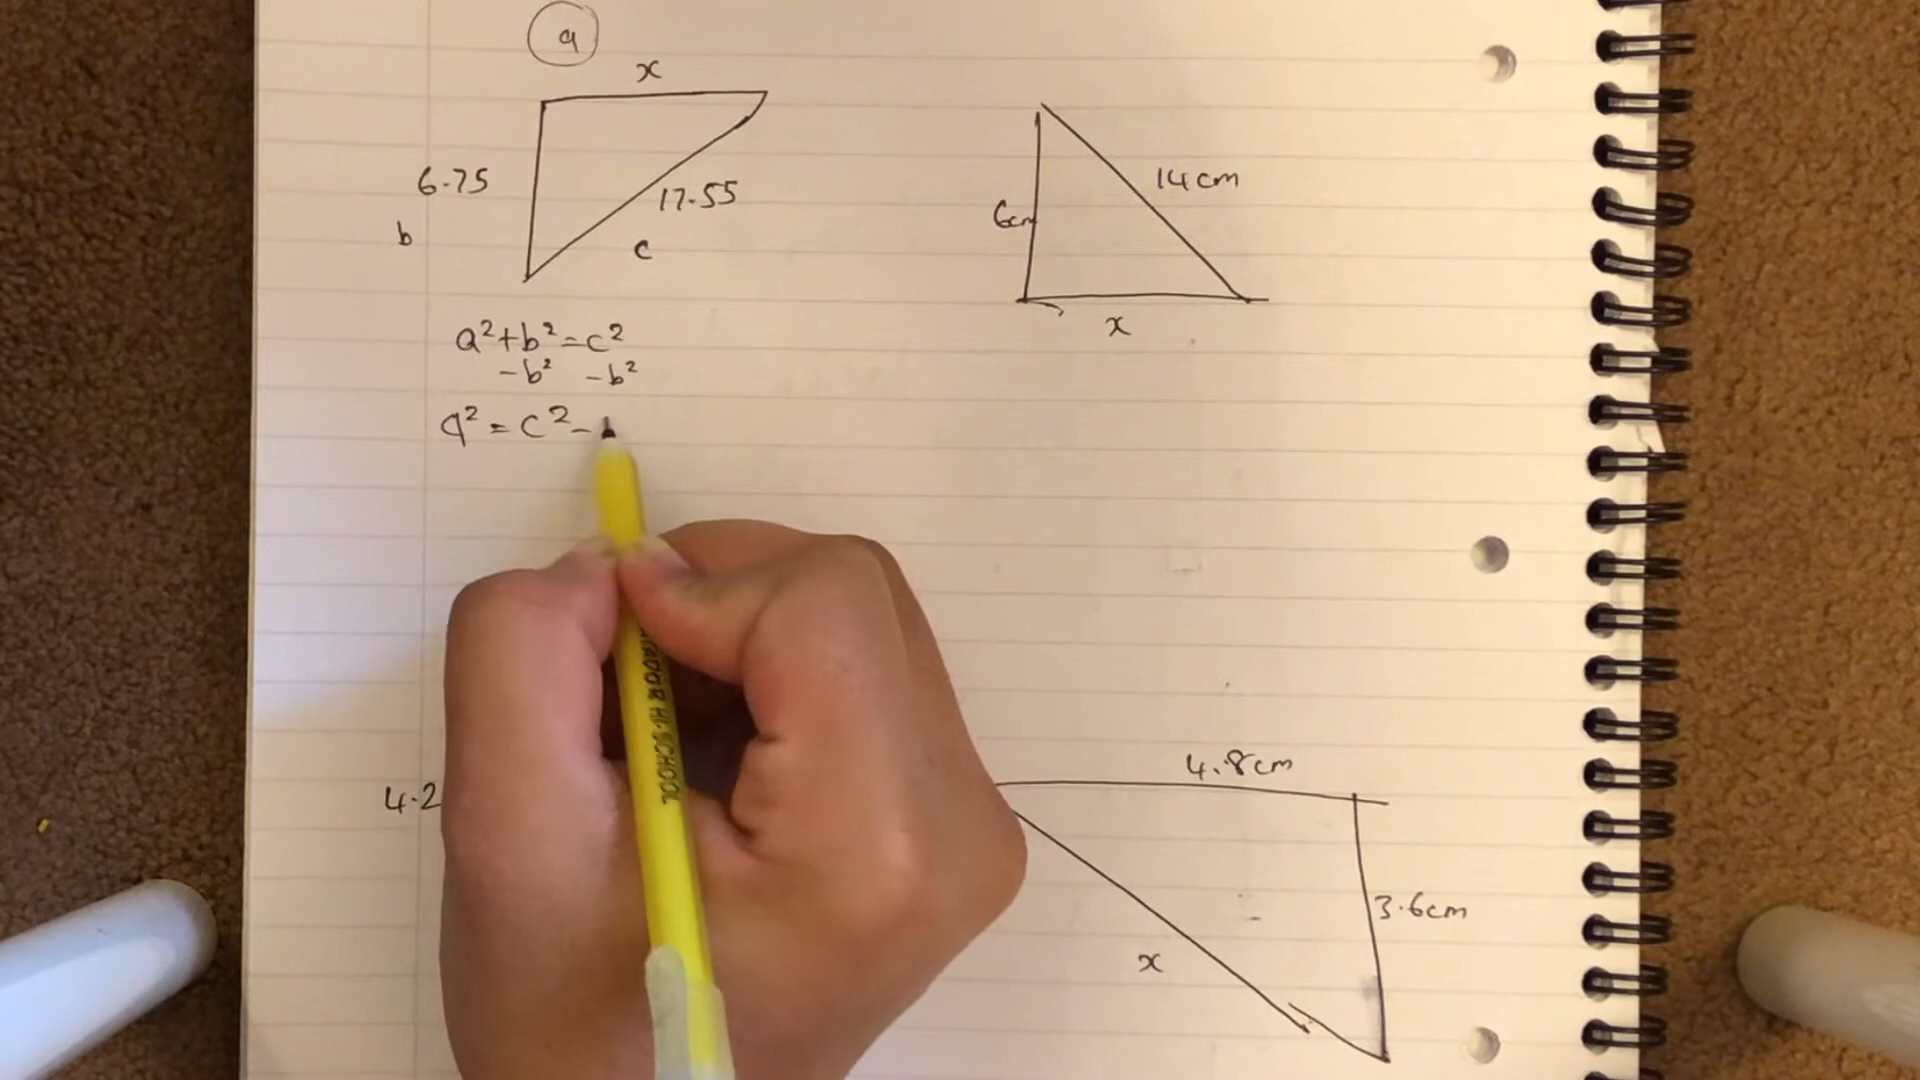 a
x
6.75
17.55
b
c
a²+b²=c²
-b² -b²
a² = c² -
6cm
14cm
x
4.2
4.8cm
3.6cm
x
HI-SCHOOL